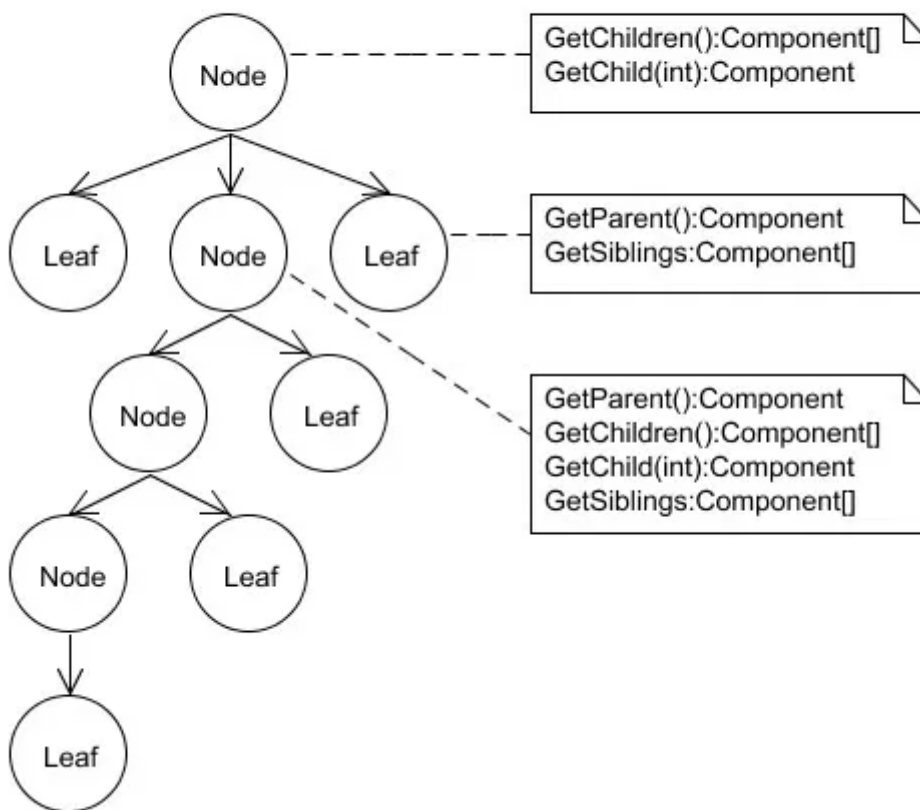 Node
GetChildren():Component[]
GetChild(int):Component
Leaf
Node
Leaf
GetParent():Component
GetSiblings:Component[]
Node
Leaf
GetParent():Component
GetChildren():Component[]
GetChild(int):Component
GetSiblings:Component[]
Node
Leaf
Leaf